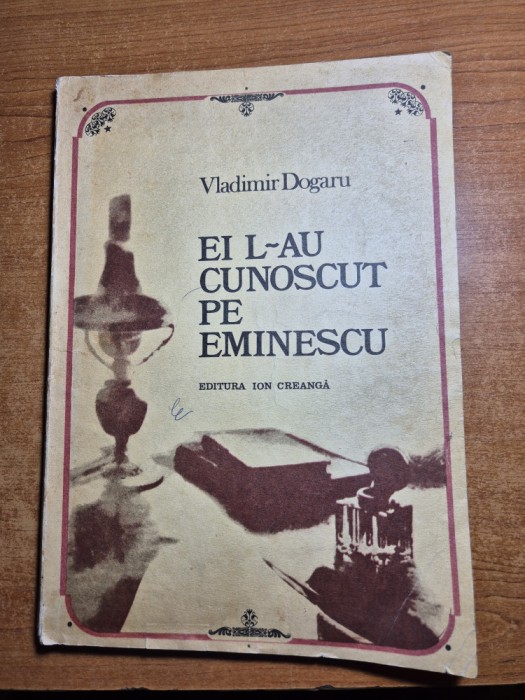 Vladimir Dogaru
EI L-AU
CUNOSCUT
PE
EMINESCU
EDITURA ION CREANGĂ